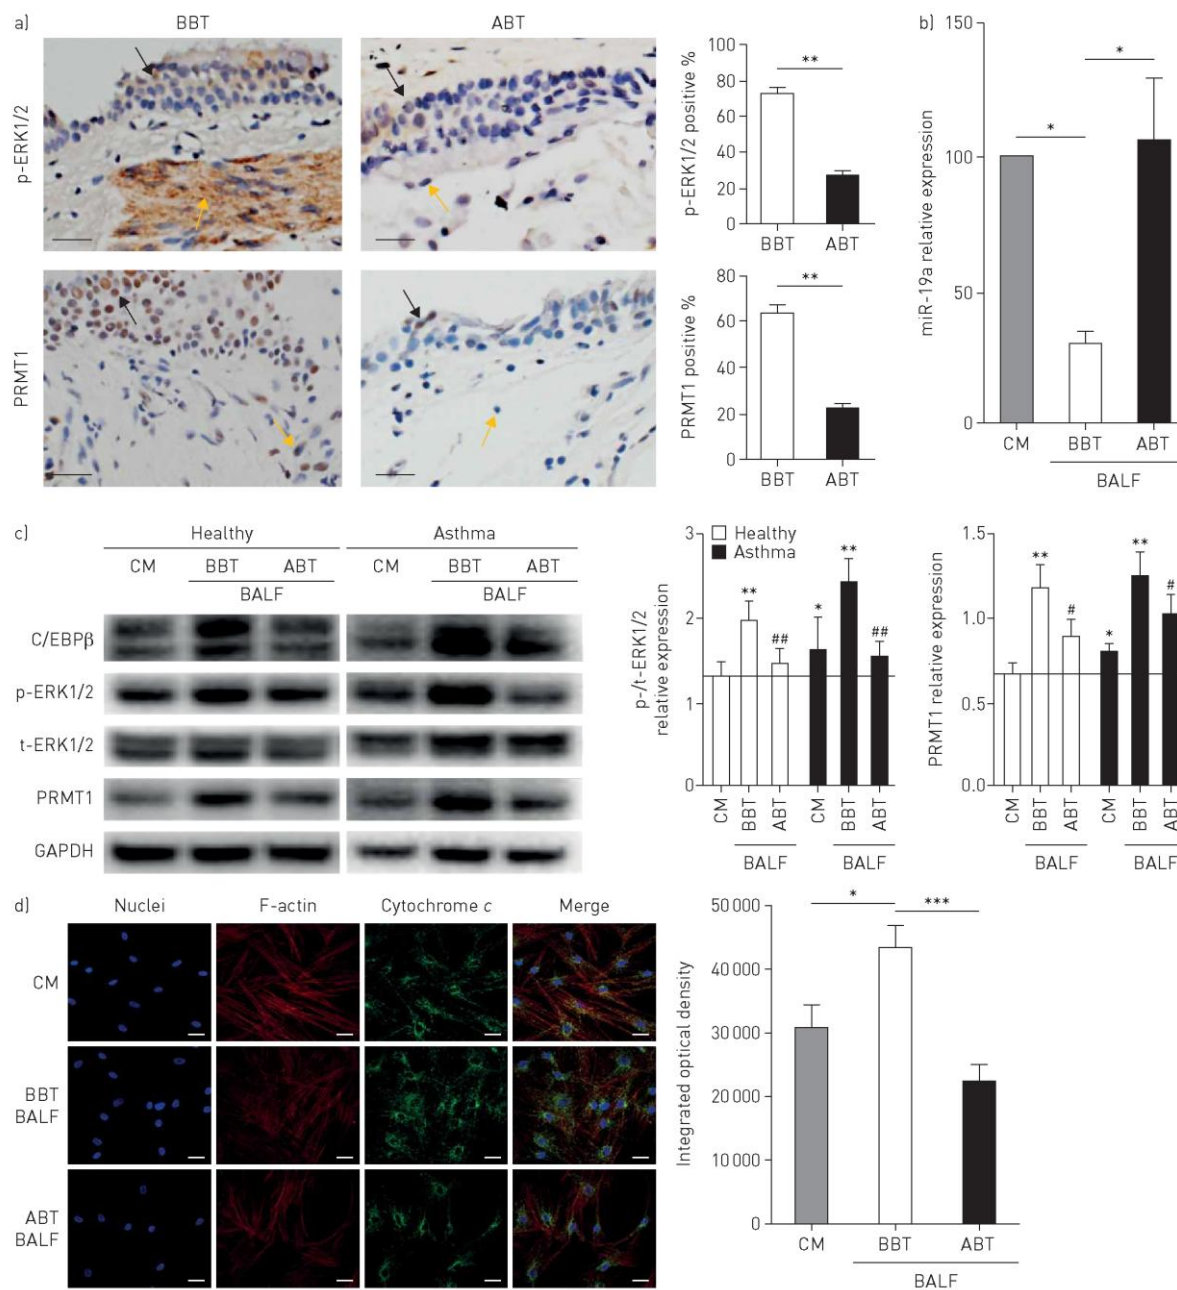 a)
BBT
ABT
p-ERK1/2
PRMT1
p-ERK1/2 positive %
100
80
60
40
20
0
**
BBT
ABT
PRMT1 positive %
80
60
40
20
0
**
BBT
ABT
b)
miR-19a relative expression
150
100
50
0
*
*
CM
BBT
ABT
BALF
c)
Healthy
Asthma
CM
BBT
ABT
CM
BBT
ABT
BALF
BALF
C/EBPβ
p-ERK1/2
t-ERK1/2
PRMT1
GAPDH
p-/t-ERK1/2
relative expression
3
2
1
0
Healthy
Asthma
**
##
*
**
##
CM
BBT
ABT
CM
BBT
ABT
BALF
BALF
PRMT1 relative expression
1.5
1.0
0.5
0.0
**
#
*
**
#
CM
BBT
ABT
CM
BBT
ABT
BALF
BALF
d)
Nuclei
F-actin
Cytochrome c
Merge
CM
BBT
BALF
ABT
BALF
Integrated optical density
50 000
40 000
30 000
20 000
10 000
0
*
***
CM
BBT
ABT
BALF